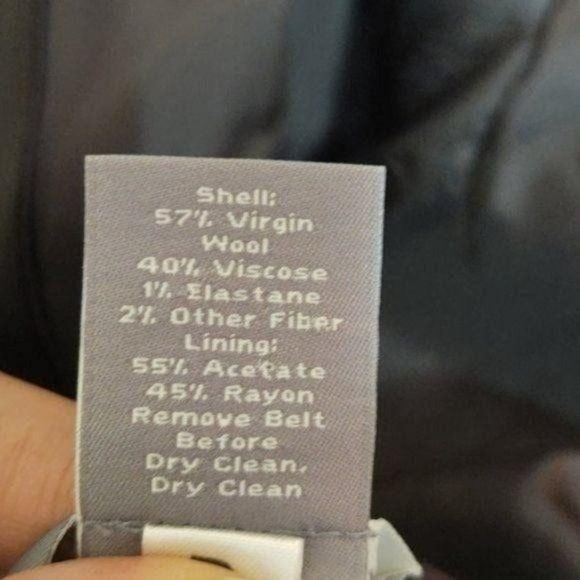 Shell:
57% Virgin
Wool
40% Viscose
1% Elastane
2% Other Fiber
Lining:
55% Acetate
45% Rayon
Remove Belt
Before
Dry Clean.
Dry Clean